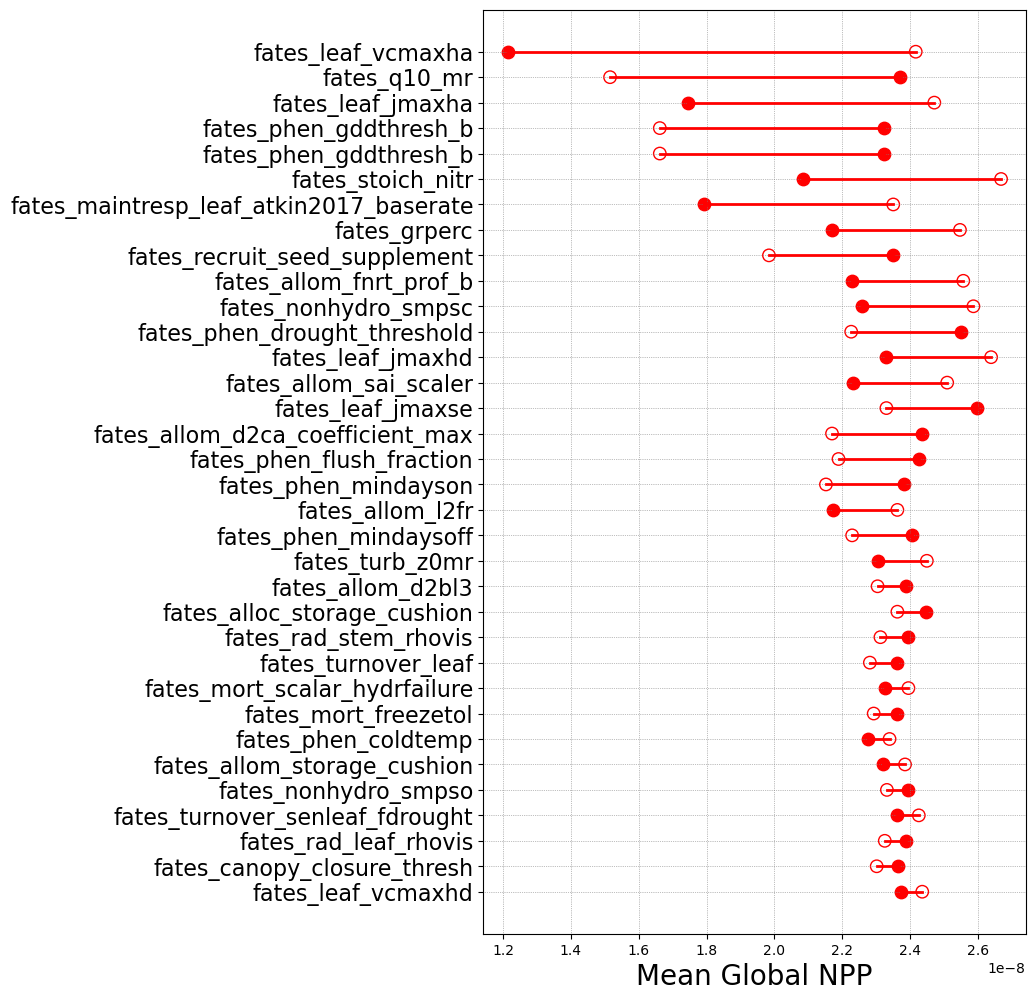 fates_leaf_vcmaxha
fates_q10_mr
fates_leaf_jmaxha
fates_phen_gddthresh_b
fates_phen_gddthresh_b
fates_stoich_nitr
fates_maintresp_leaf_atkin2017_baserate
fates_grperc
fates_recruit_seed_supplement
fates_allom_fnrt_prof_b
fates_nonhydro_smpsc
fates_phen_drought_threshold
fates_leaf_jmaxhd
fates_allom_sai_scaler
fates_leaf_jmaxse
fates_allom_d2ca_coefficient_max
fates_phen_flush_fraction
fates_phen_mindayson
fates_allom_l2fr
fates_phen_mindaysoff
fates_turb_z0mr
fates_allom_d2bl3
fates_alloc_storage_cushion
fates_rad_stem_rhovis
fates_turnover_leaf
fates_mort_scalar_hydrfailure
fates_mort_freezetol
fates_phen_coldtemp
fates_allom_storage_cushion
fates_nonhydro_smpso
fates_turnover_senleaf_fdrought
fates_rad_leaf_rhovis
fates_canopy_closure_thresh
fates_leaf_vcmaxhd
1.2 1.4 1.6 1.8 2.0 2.2 2.4 2.6
1e−8
Mean Global NPP